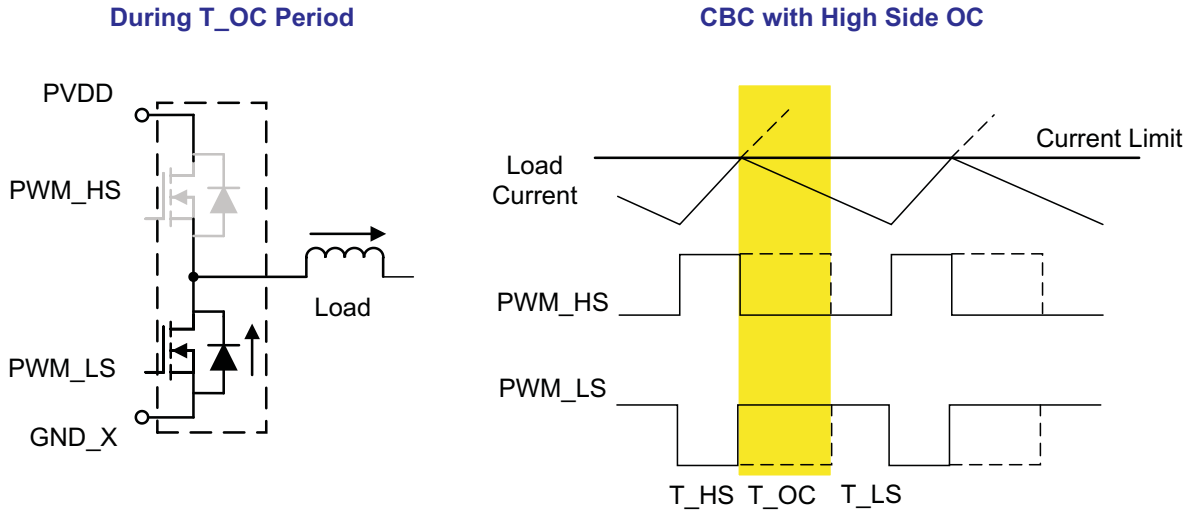 During T_OC Period
PVDD
PWM_HS
Load
PWM_LS
GND_X
CBC with High Side OC
Load
Current
Current Limit
PWM_HS
PWM_LS
T_HS T_OC T_LS